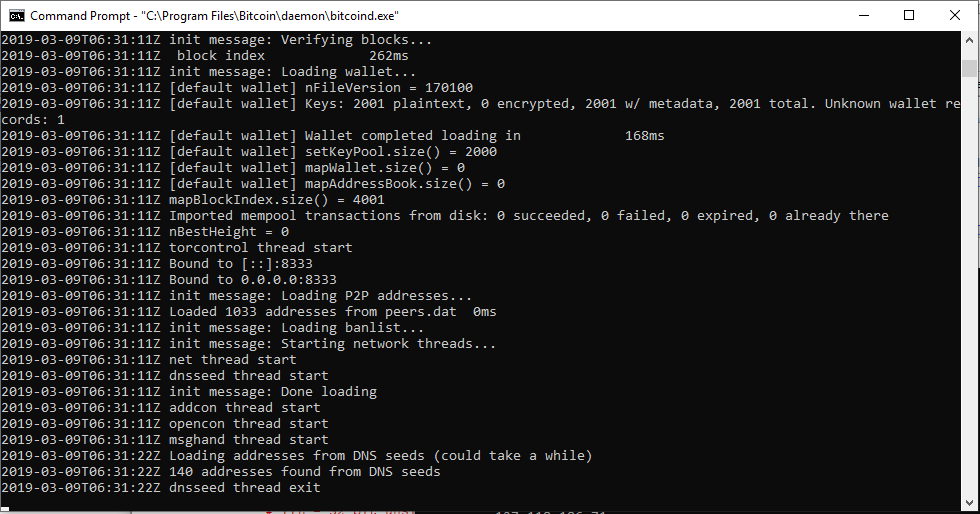 Command Prompt - "C:\Program Files\Bitcoin\daemon\bitcoind.exe"
2019-03-09T06:31:11Z init message: Verifying blocks...
2019-03-09T06:31:11Z  block index             262ms
2019-03-09T06:31:11Z init message: Loading wallet...
2019-03-09T06:31:11Z [default wallet] nFileVersion = 170100
2019-03-09T06:31:11Z [default wallet] Keys: 2001 plaintext, 0 encrypted, 2001 w/ metadata, 2001 total. Unknown wallet re
cords: 1
2019-03-09T06:31:11Z [default wallet] Wallet completed loading in             168ms
2019-03-09T06:31:11Z [default wallet] setKeyPool.size() = 2000
2019-03-09T06:31:11Z [default wallet] mapWallet.size() = 0
2019-03-09T06:31:11Z [default wallet] mapAddressBook.size() = 0
2019-03-09T06:31:11Z mapBlockIndex.size() = 4001
2019-03-09T06:31:11Z Imported mempool transactions from disk: 0 succeeded, 0 failed, 0 expired, 0 already there
2019-03-09T06:31:11Z nBestHeight = 0
2019-03-09T06:31:11Z torcontrol thread start
2019-03-09T06:31:11Z Bound to [::]:8333
2019-03-09T06:31:11Z Bound to 0.0.0.0:8333
2019-03-09T06:31:11Z init message: Loading P2P addresses...
2019-03-09T06:31:11Z Loaded 1033 addresses from peers.dat  0ms
2019-03-09T06:31:11Z init message: Loading banlist...
2019-03-09T06:31:11Z init message: Starting network threads...
2019-03-09T06:31:11Z net thread start
2019-03-09T06:31:11Z dnsseed thread start
2019-03-09T06:31:11Z init message: Done loading
2019-03-09T06:31:11Z addcon thread start
2019-03-09T06:31:11Z opencon thread start
2019-03-09T06:31:11Z msghand thread start
2019-03-09T06:31:22Z Loading addresses from DNS seeds (could take a while)
2019-03-09T06:31:22Z 140 addresses found from DNS seeds
2019-03-09T06:31:22Z dnsseed thread exit